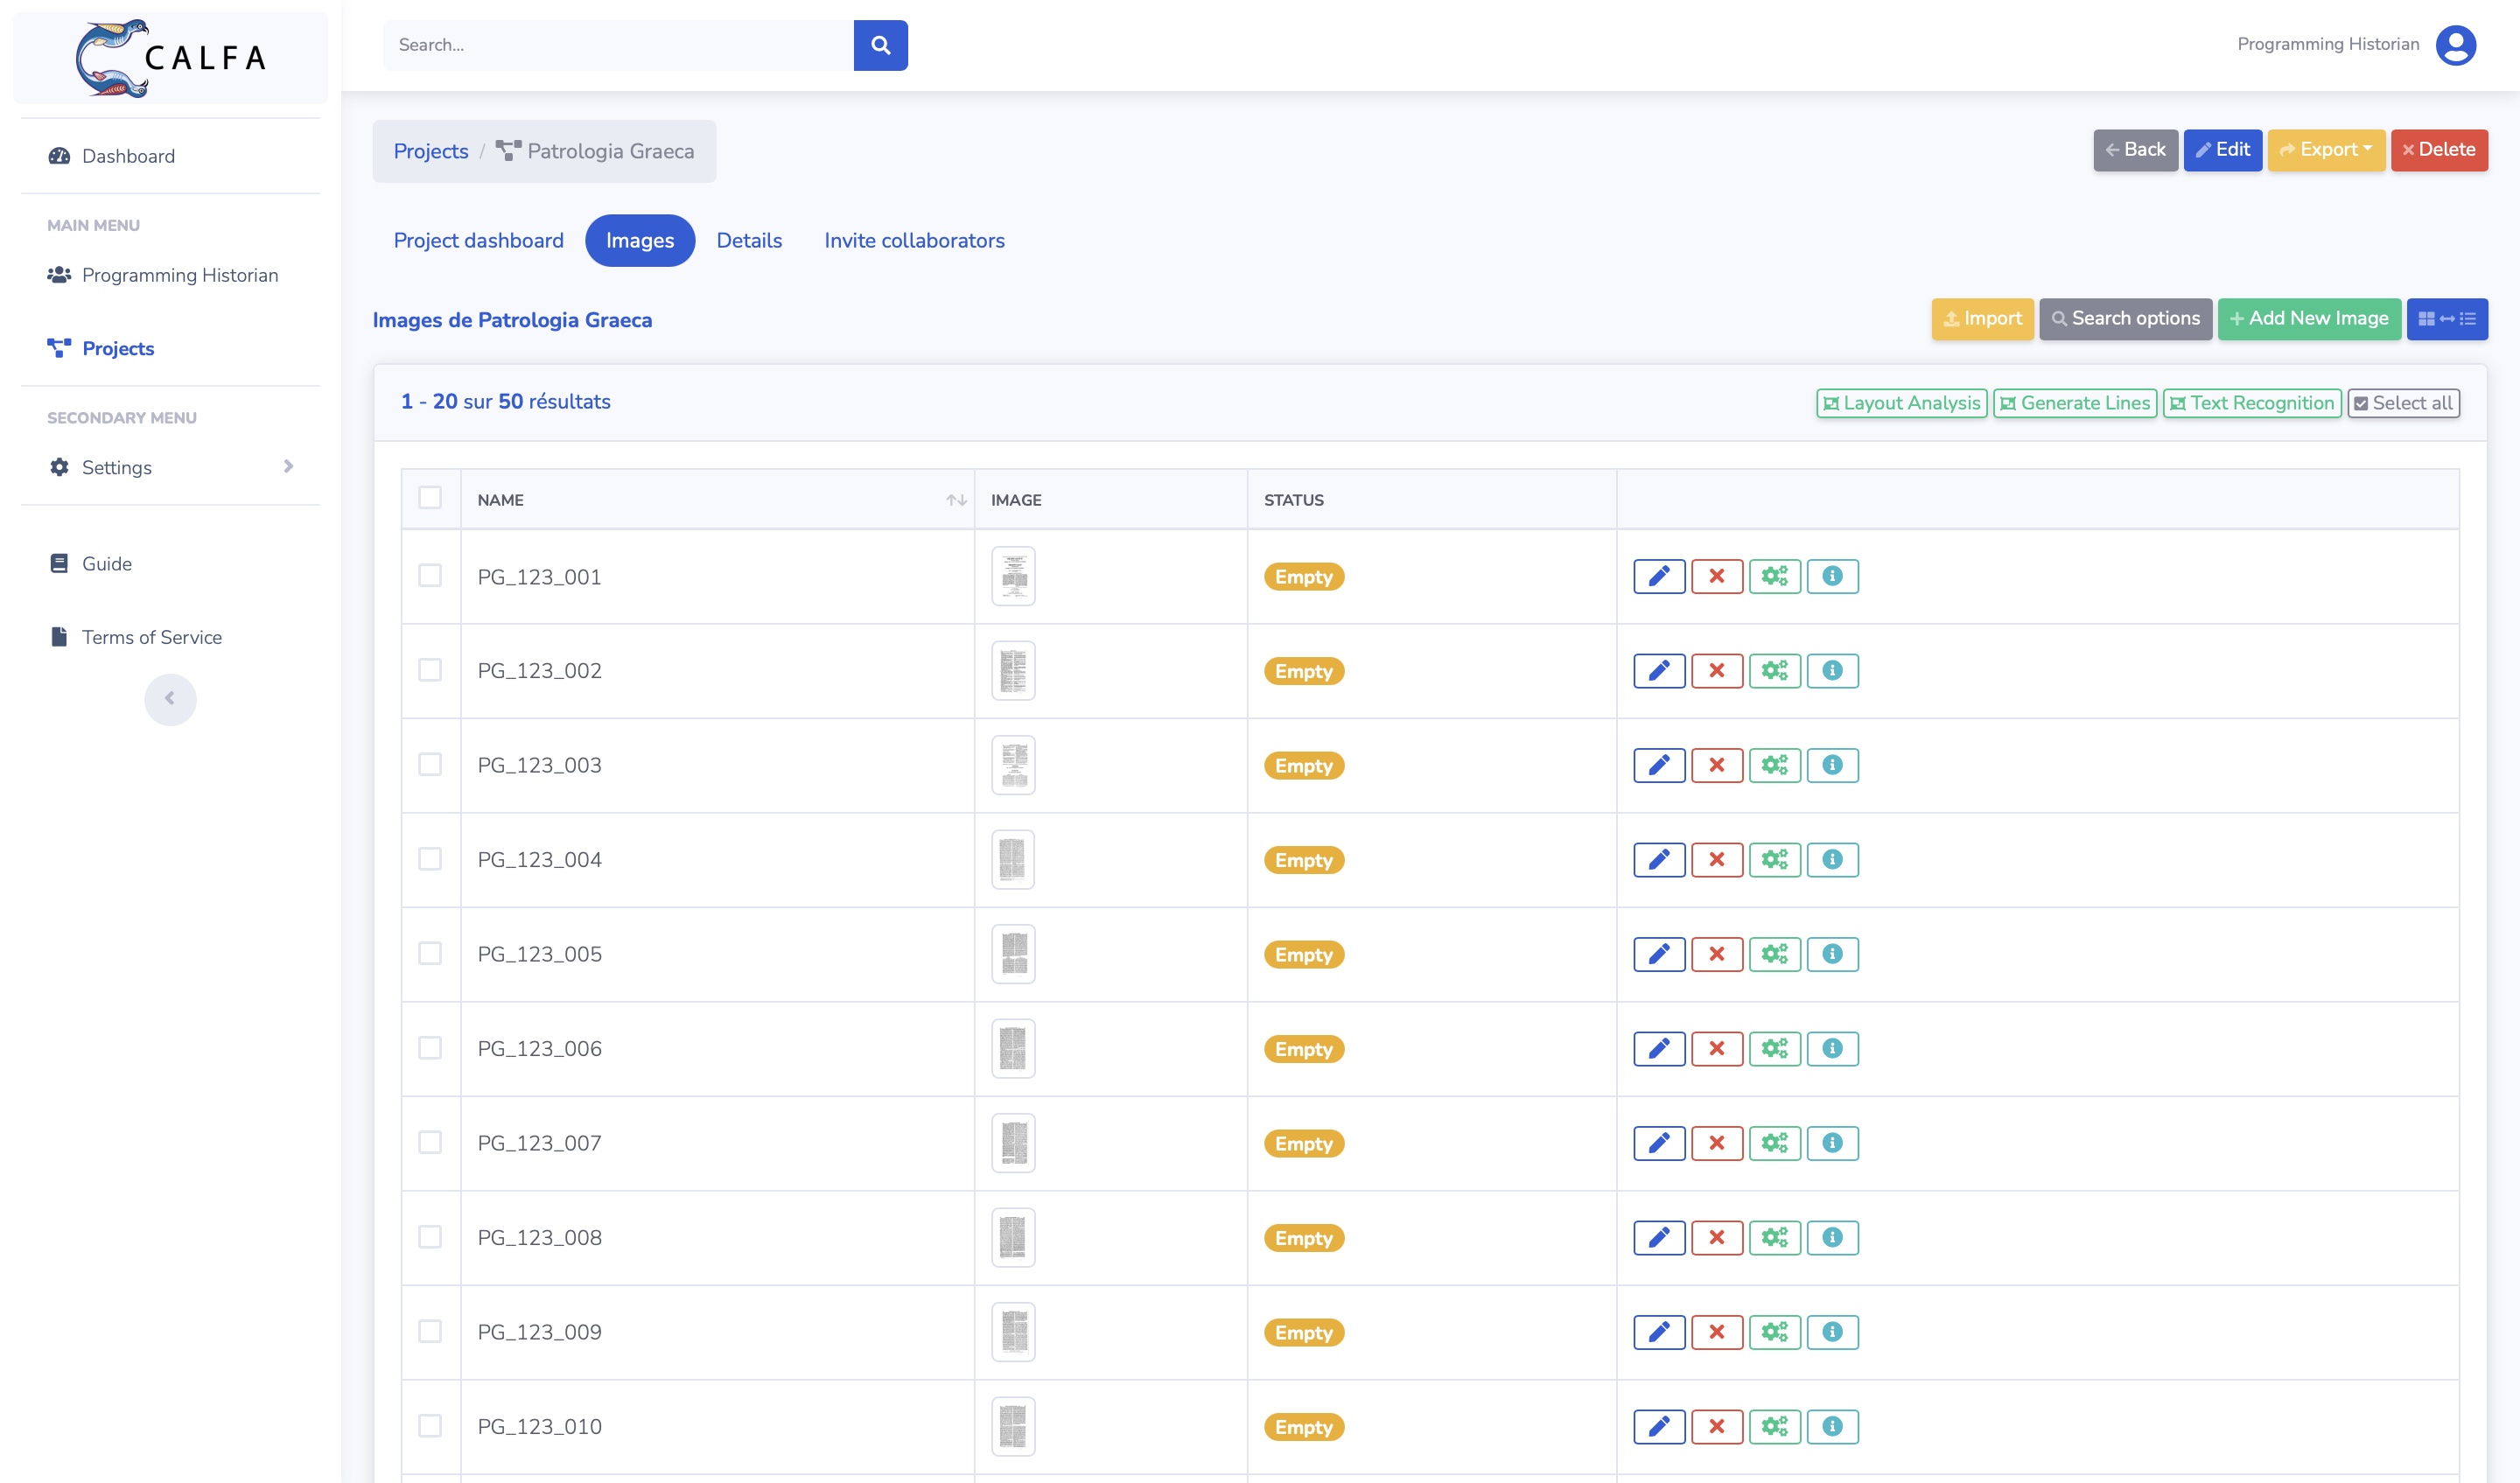 CALFA
Search...
Programming Historian
Dashboard
MAIN MENU
Programming Historian
Projects
SECONDARY MENU
Settings
Guide
Terms of Service
Projects / Patrologia Graeca
Back
Edit
Export
Delete
Project dashboard
Images
Details
Invite collaborators
Images de Patrologia Graeca
Import
Search options
Add New Image
1 - 20 sur 50 résultats
Layout Analysis
Generate Lines
Text Recognition
Select all
NAME IMAGE STATUS
PG_123_001 Empty
PG_123_002 Empty
PG_123_003 Empty
PG_123_004 Empty
PG_123_005 Empty
PG_123_006 Empty
PG_123_007 Empty
PG_123_008 Empty
PG_123_009 Empty
PG_123_010 Empty